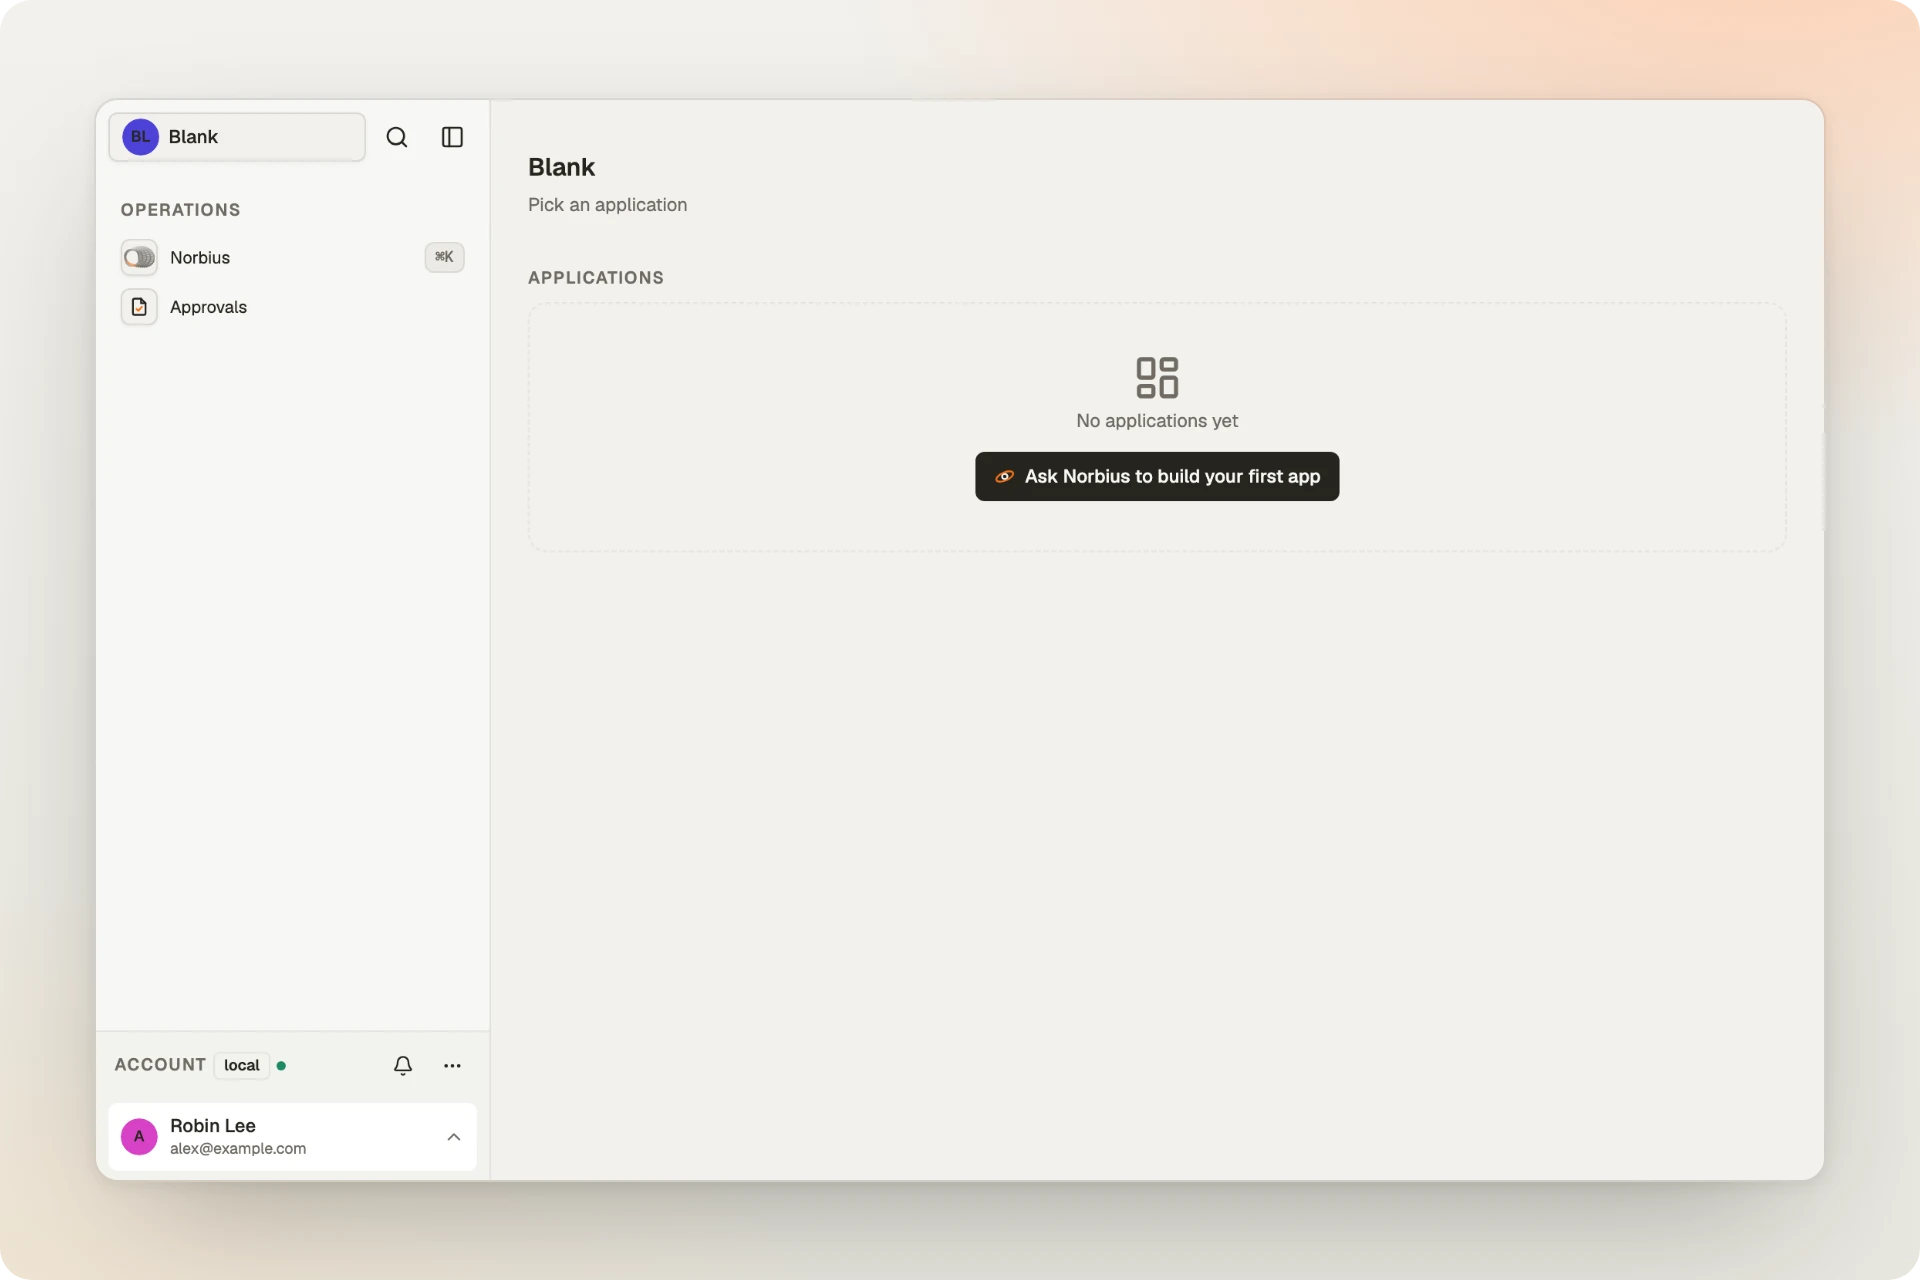 BL Blank
OPERATIONS
Norbius ⌘K
Approvals
ACCOUNT local
A Robin Lee
alex@example.com
Blank
Pick an application
APPLICATIONS
No applications yet
Ask Norbius to build your first app